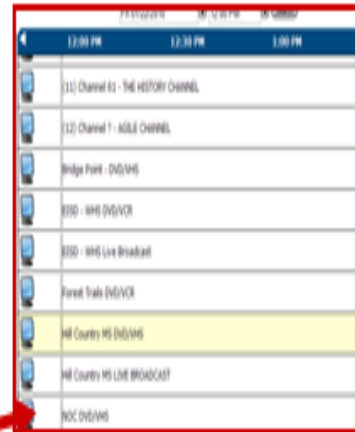 12:00 PM 12:30 PM 1:00 PM
(11) Channel 61 - THE HISTORY CHANNEL
(12) Channel ? - AGILE CHANNEL
Bridge Point - DVD/VHS
EISD - WHS DVD/VCR
EISD - WHS Live Broadcast
Forest Trails DVD/VCR
Hill Country MS DVD/VHS
Hill Country MS LIVE BROADCAST
NOC DVD/VHS